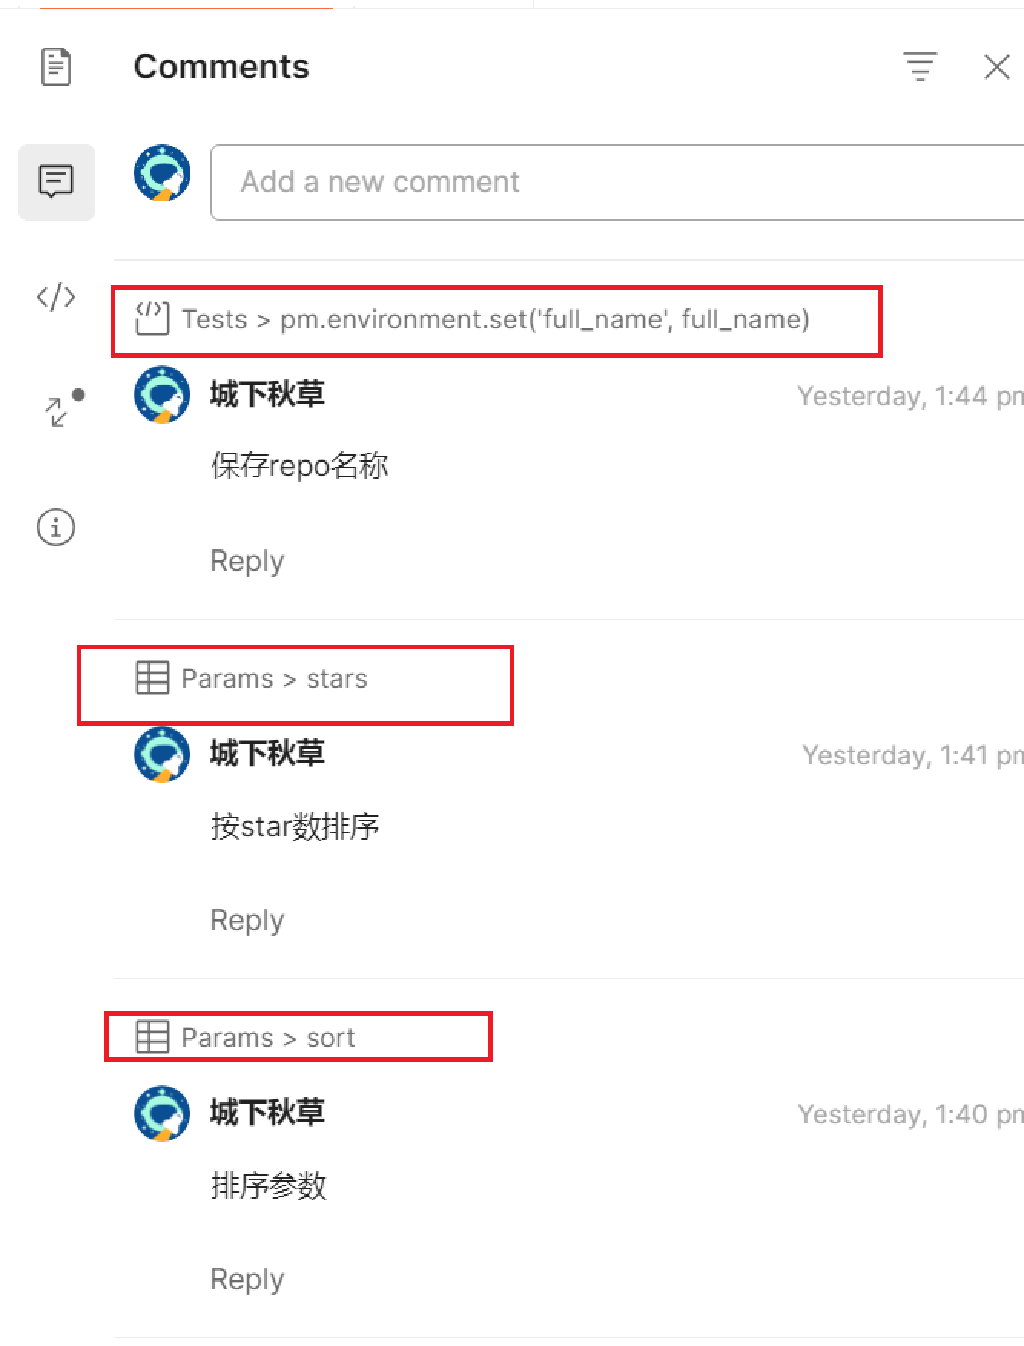 Comments
Add a new comment
Tests > pm.environment.set('full_name', full_name)
城下秋草
Yesterday, 1:44 pm
保存repo名称
Reply
Params > stars
城下秋草
Yesterday, 1:41 pm
按star数排序
Reply
Params > sort
城下秋草
Yesterday, 1:40 pm
排序参数
Reply